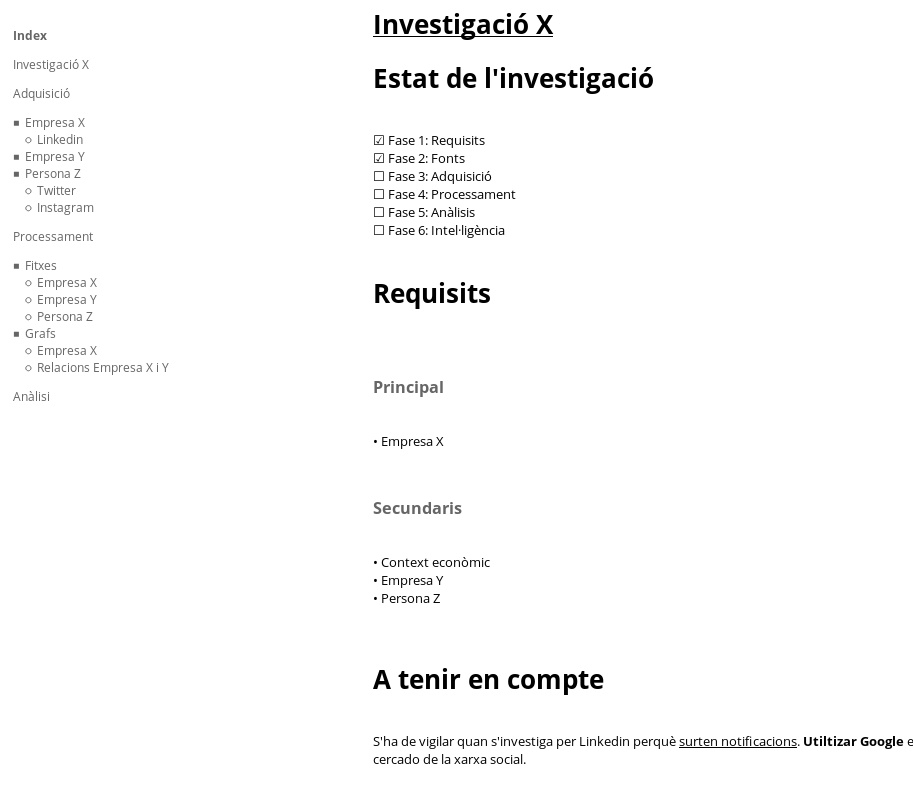 Index
Investigació X
Adquisició
▪ Empresa X
○ Linkedin
▪ Empresa Y
▪ Persona Z
○ Twitter
○ Instagram
Processament
▪ Fitxes
○ Empresa X
○ Empresa Y
○ Persona Z
▪ Grafs
○ Empresa X
○ Relacions Empresa X i Y
Anàlisi
Investigació X
Estat de l'investigació
☑ Fase 1: Requisits
☑ Fase 2: Fonts
☐ Fase 3: Adquisició
☐ Fase 4: Processament
☐ Fase 5: Anàlisis
☐ Fase 6: Intel·ligència
Requisits
Principal
• Empresa X
Secundaris
• Context econòmic
• Empresa Y
• Persona Z
A tenir en compte
S'ha de vigilar quan s'investiga per Linkedin perquè surten notificacions. Utiltizar Google
cercado de la xarxa social.